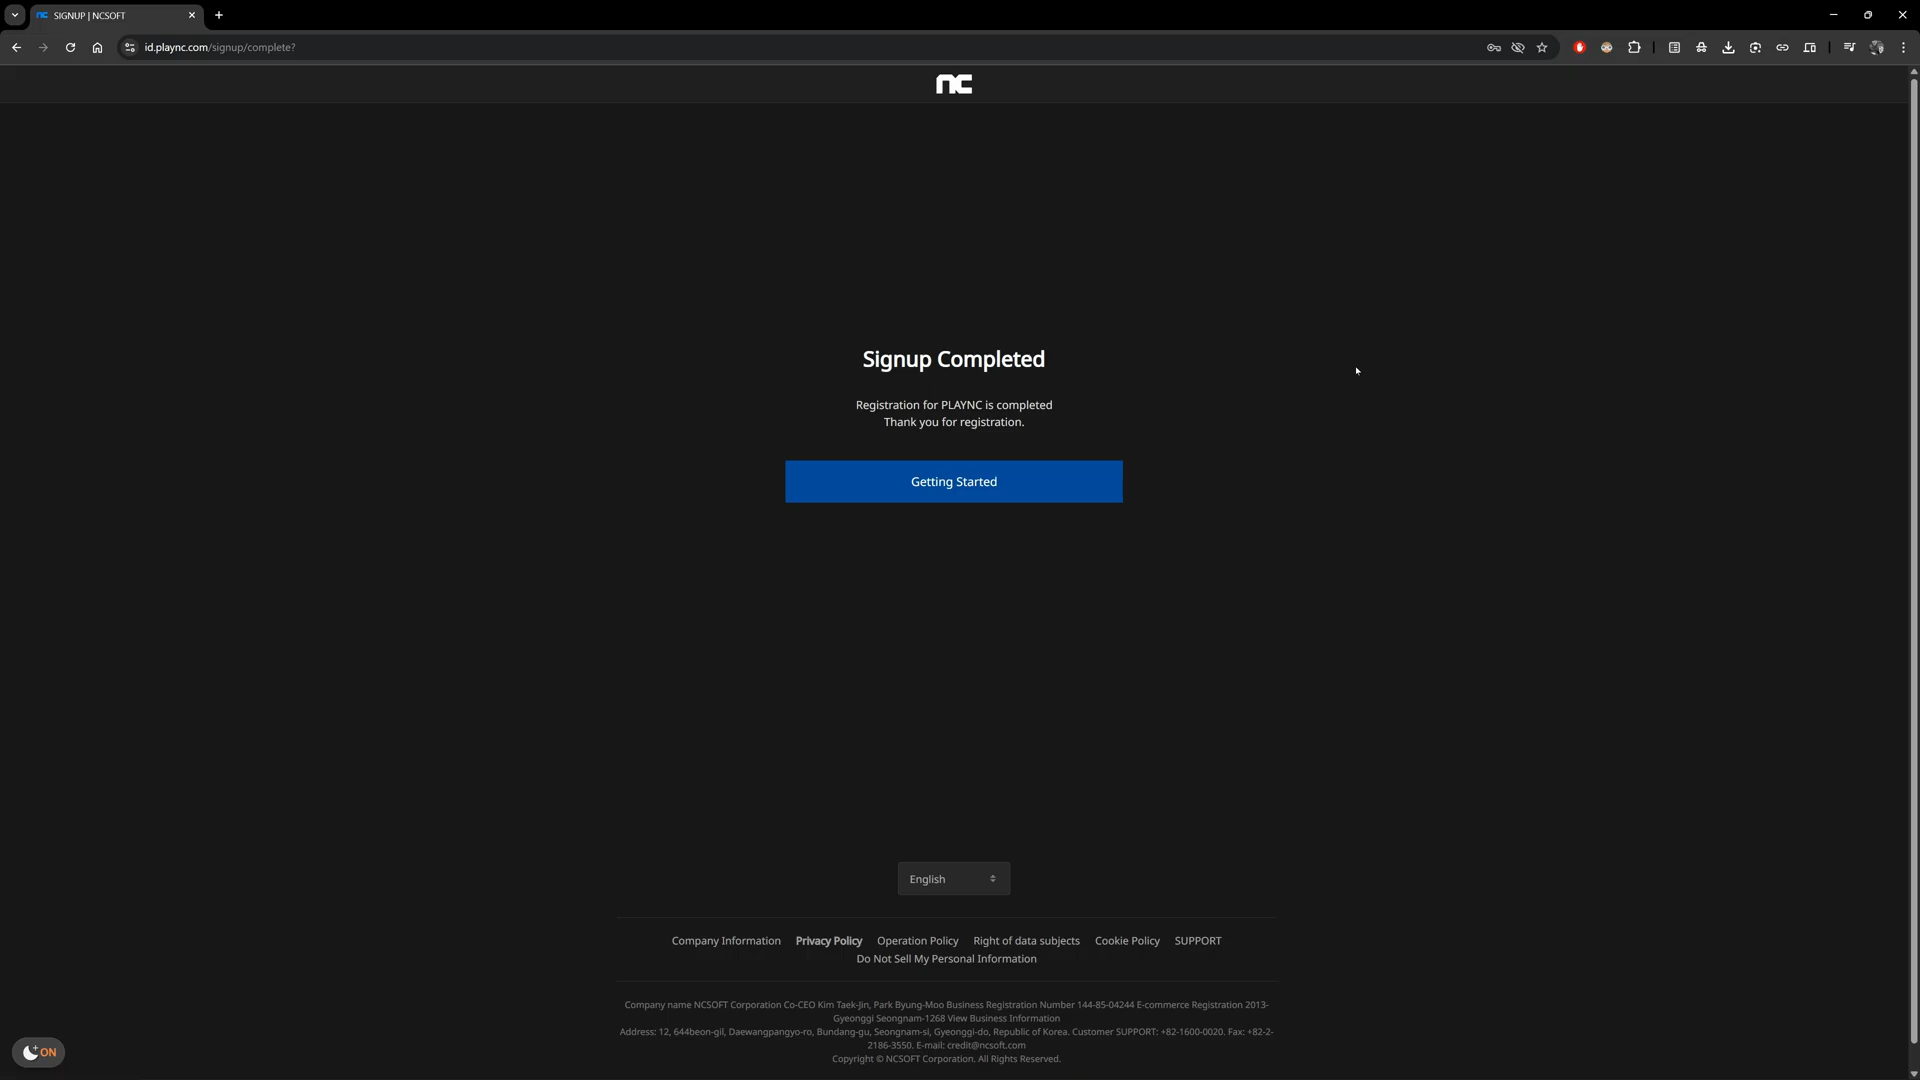 SIGNUP | NCSOFT
id.plaync.com/signup/complete?
nc
Signup Completed
Registration for PLAYNC is completed
Thank you for registration.
Getting Started
English
Company Information Privacy Policy Operation Policy Right of data subjects Cookie Policy SUPPORT
Do Not Sell My Personal Information
Company name NCSOFT Corporation Co-CEO Kim Taek-Jin, Park Byung-Moo Business Registration Number 144-85-04244 E-commerce Registration 2013-
Gyeonggi Seongnam-1268 View Business Information
Address: 12, 644beon-gil, Daewangpangyo-ro, Bundang-gu, Seongnam-si, Gyeonggi-do, Republic of Korea. Customer SUPPORT: +82-1600-0020. Fax: +82-2-
2186-3550. E-mail: credit@ncsoft.com
Copyright © NCSOFT Corporation. All Rights Reserved.
ON